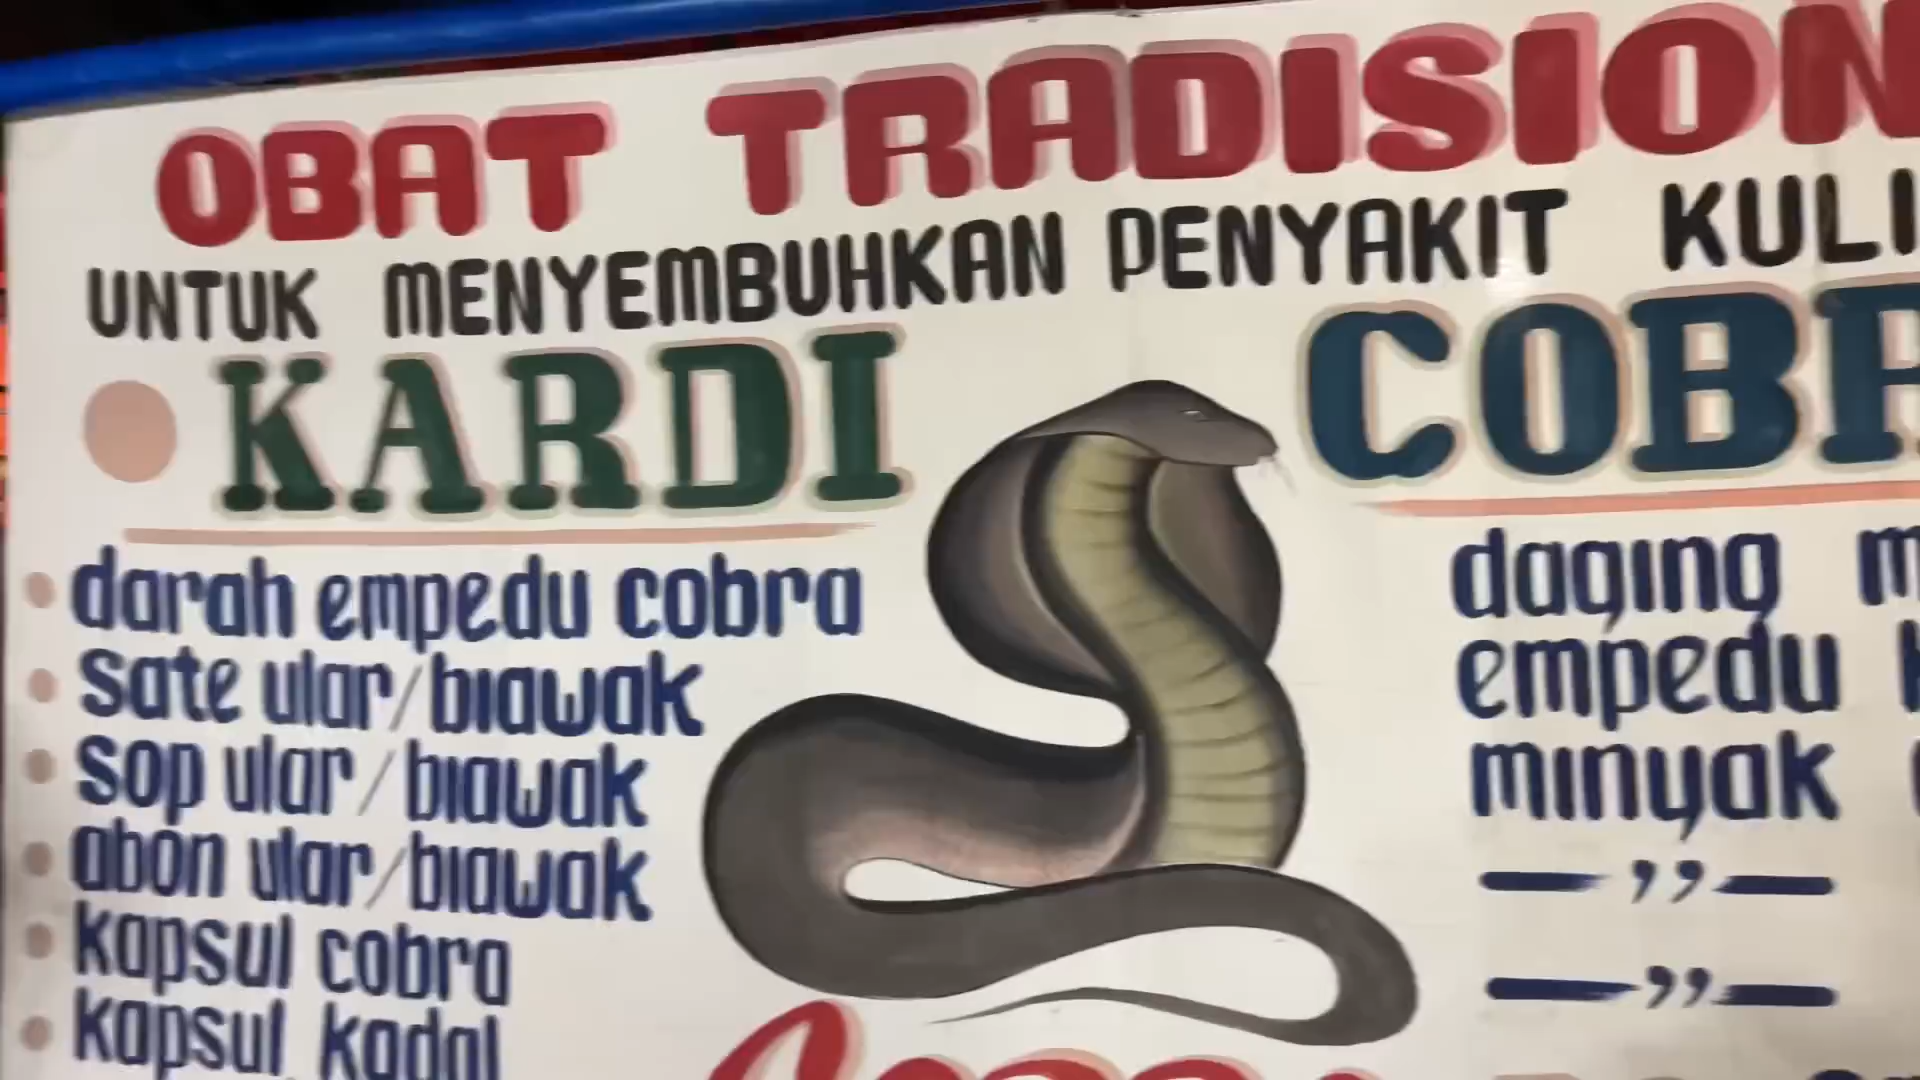 OBAT TRADISION
UNTUK MENYEMBUHKAN PENYAKIT KULI
KARDI COBR
darah empedu cobra
sate ular/biawak
sop ular/biawak
abon ular/biawak
kapsul cobra
kapsul kadal
daging m
empedu k
minyak
— ,, —
— ,, —